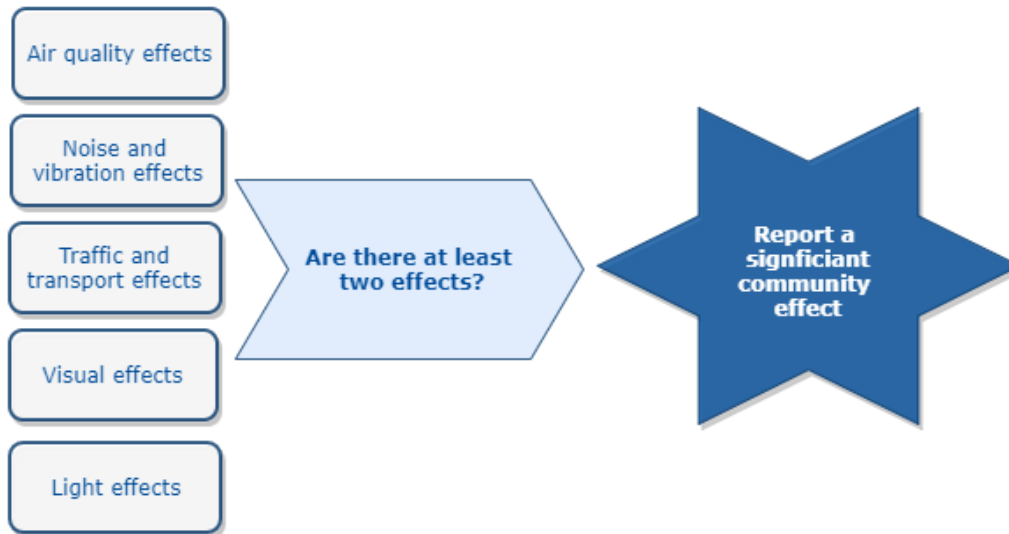 Air quality effects
Noise and
vibration effects
Traffic and
transport effects
Visual effects
Light effects
Are there at least
two effects?
Report a
signficiant
community
effect